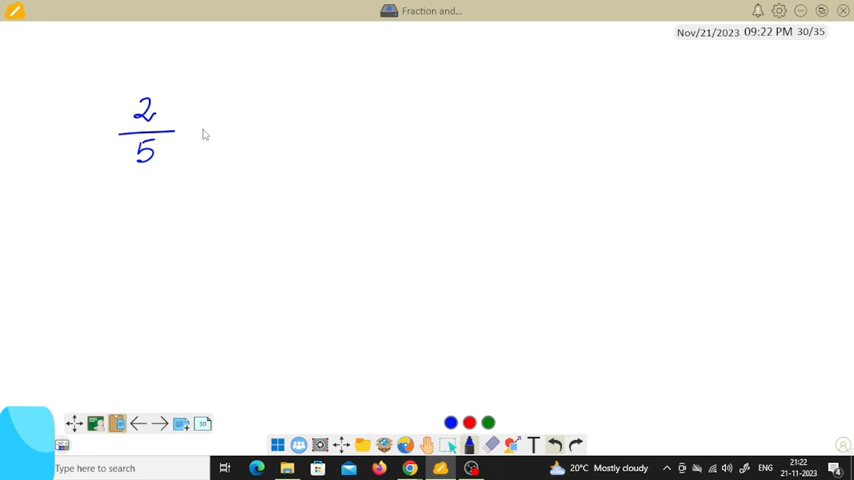 Fraction and...
Nov/21/2023 09:22 PM 30/35
2
5
30
T
Type here to search
20°C Mostly cloudy
ENG
21:22
21-11-2023
4